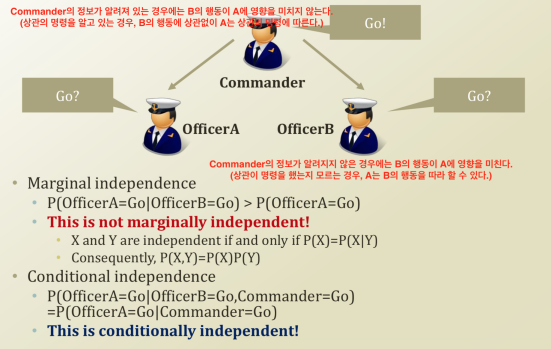 Commander의 정보가 알려져 있는 경우에는 B의 행동이 A에 영향을 미치지 않는다.
(상관의 명령을 알고 있는 경우, B의 행동에 상관없이 A는 상관의 명령에 따른다.)
Go!
Commander
Go?
Go?
OfficerA
OfficerB
Commander의 정보가 알려지지 않은 경우에는 B의 행동이 A에 영향을 미친다.
(상관이 명령을 했는지 모르는 경우, A는 B의 행동을 따라 할 수 있다.)
• Marginal independence
• P(OfficerA=Go|OfficerB=Go) > P(OfficerA=Go)
• This is not marginally independent!
• X and Y are independent if and only if P(X)=P(X|Y)
• Consequently, P(X,Y)=P(X)P(Y)
• Conditional independence
• P(OfficerA=Go|OfficerB=Go,Commander=Go)
=P(OfficerA=Go|Commander=Go)
• This is conditionally independent!